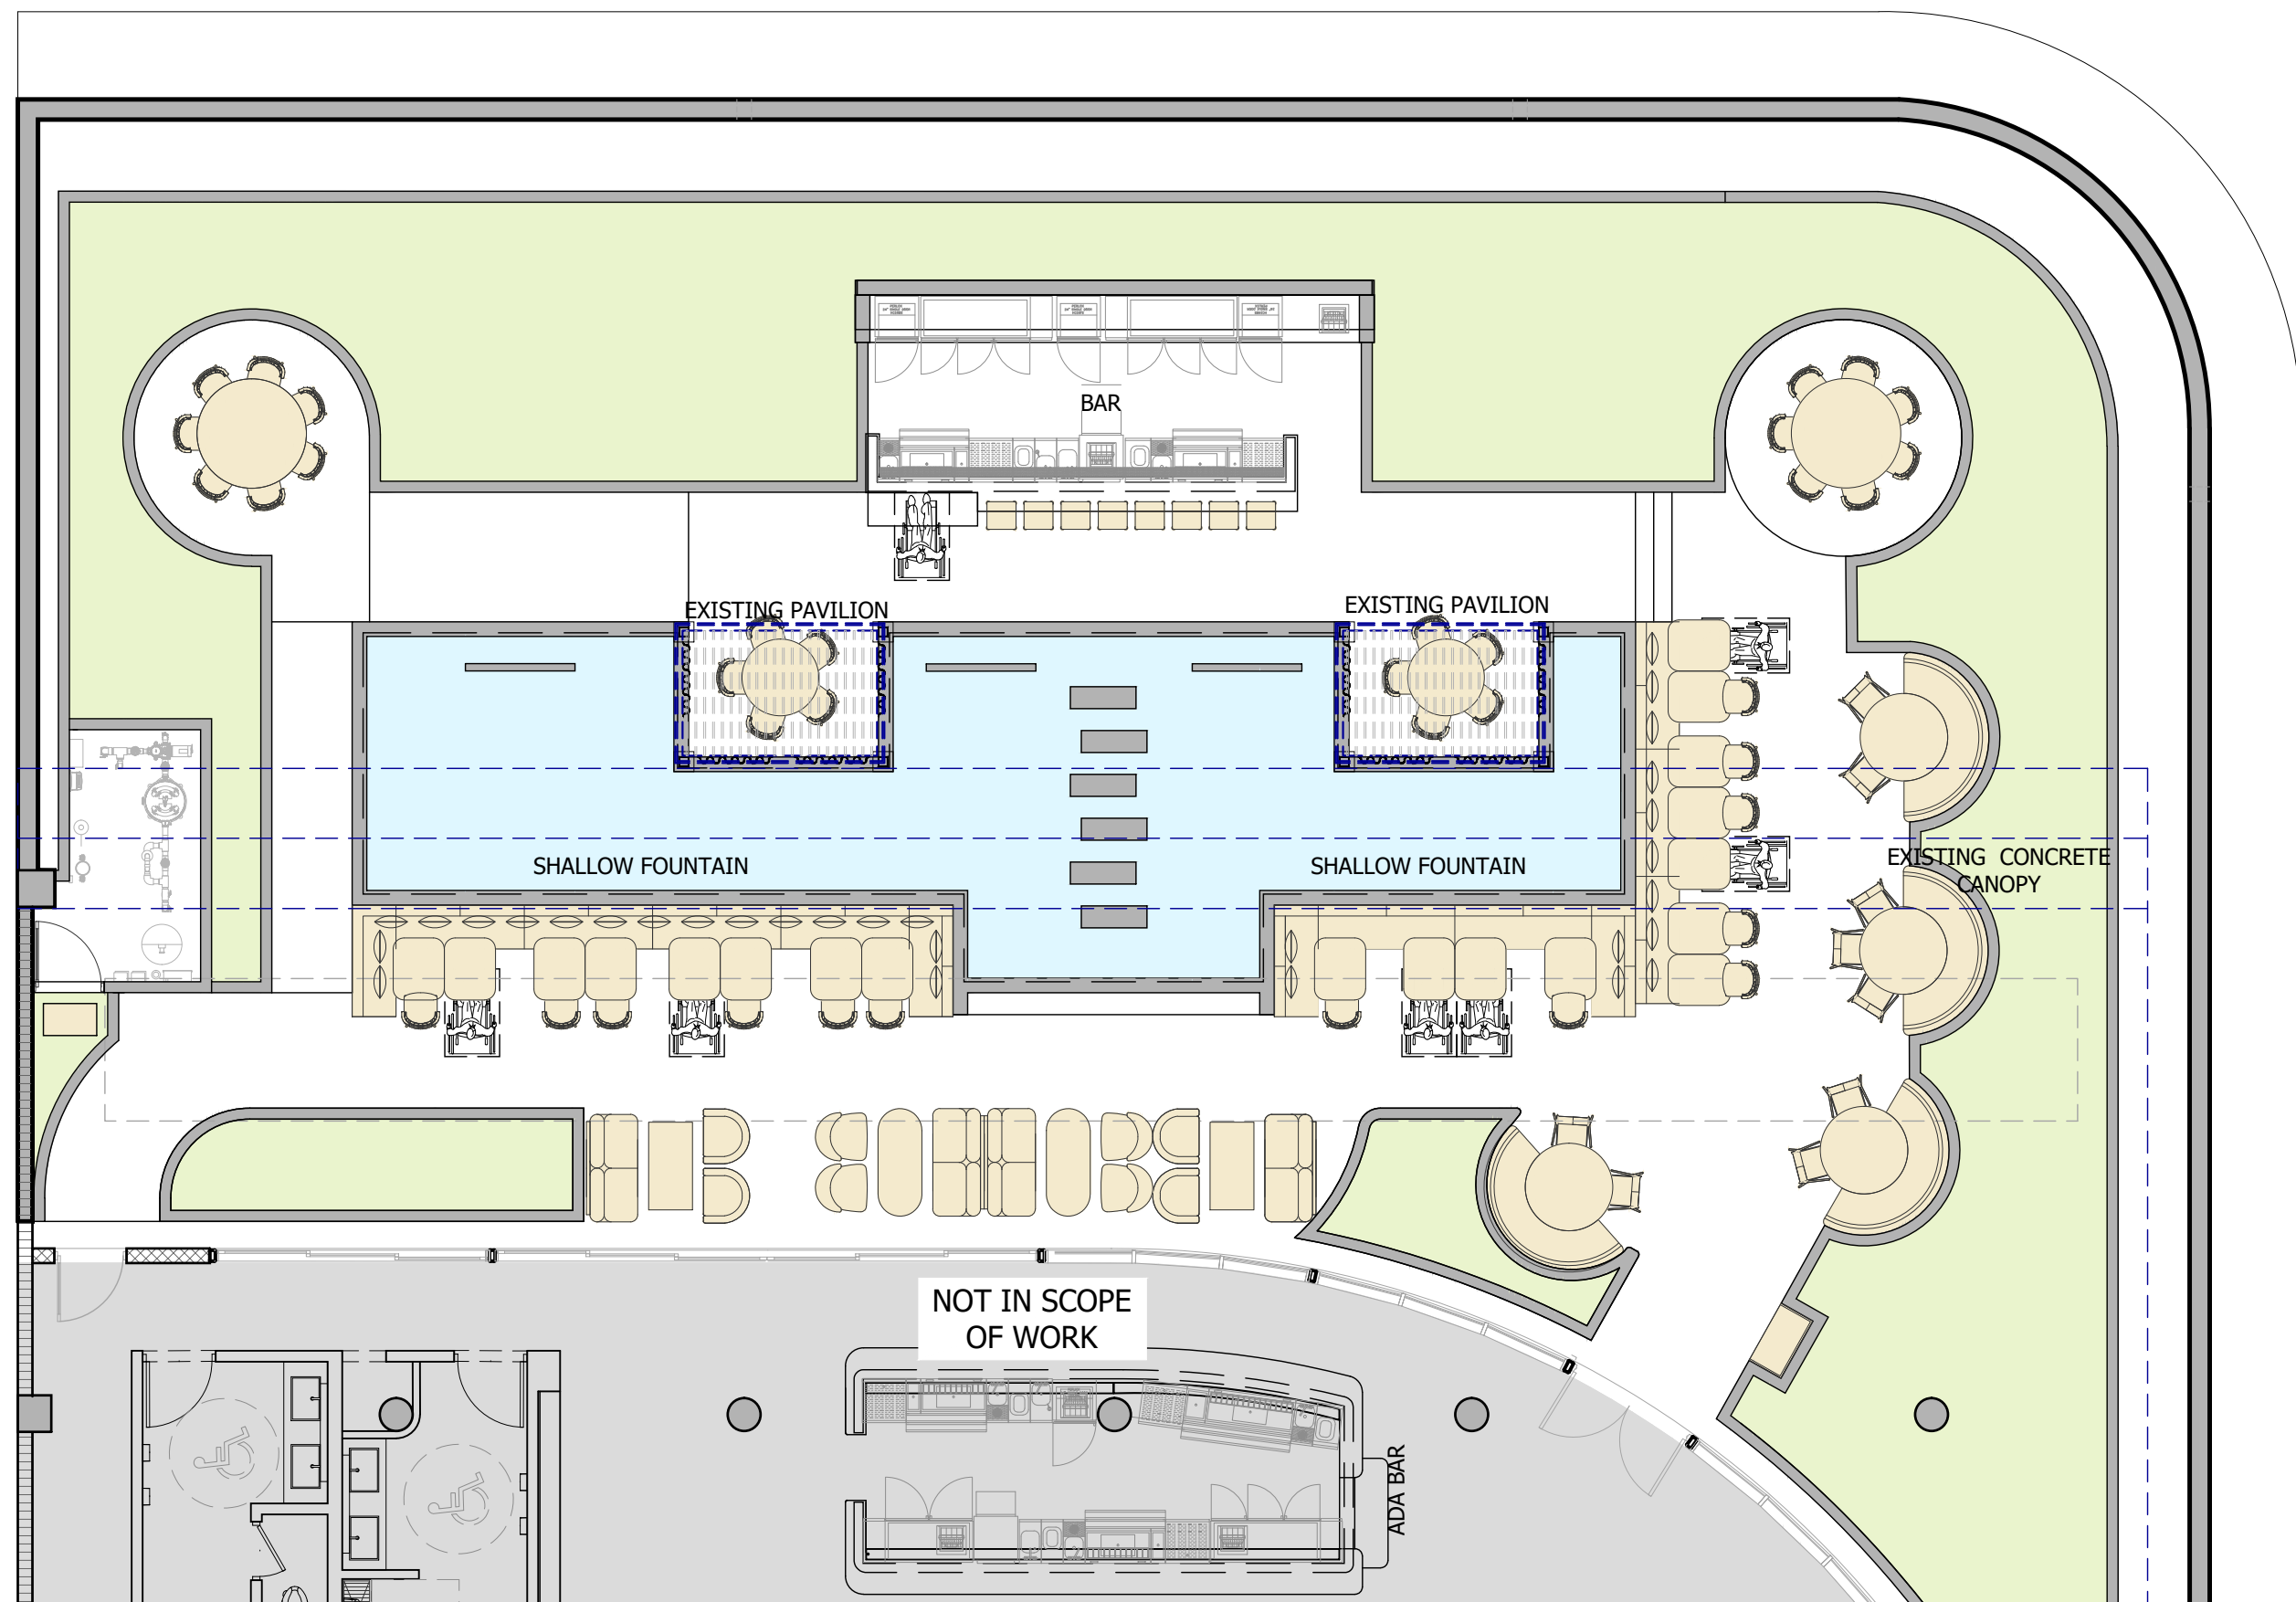 BAR
EXISTING PAVILION
EXISTING PAVILION
SHALLOW FOUNTAIN
SHALLOW FOUNTAIN
EXISTING CONCRETE
CANOPY
NOT IN SCOPE
OF WORK
ADA BAR